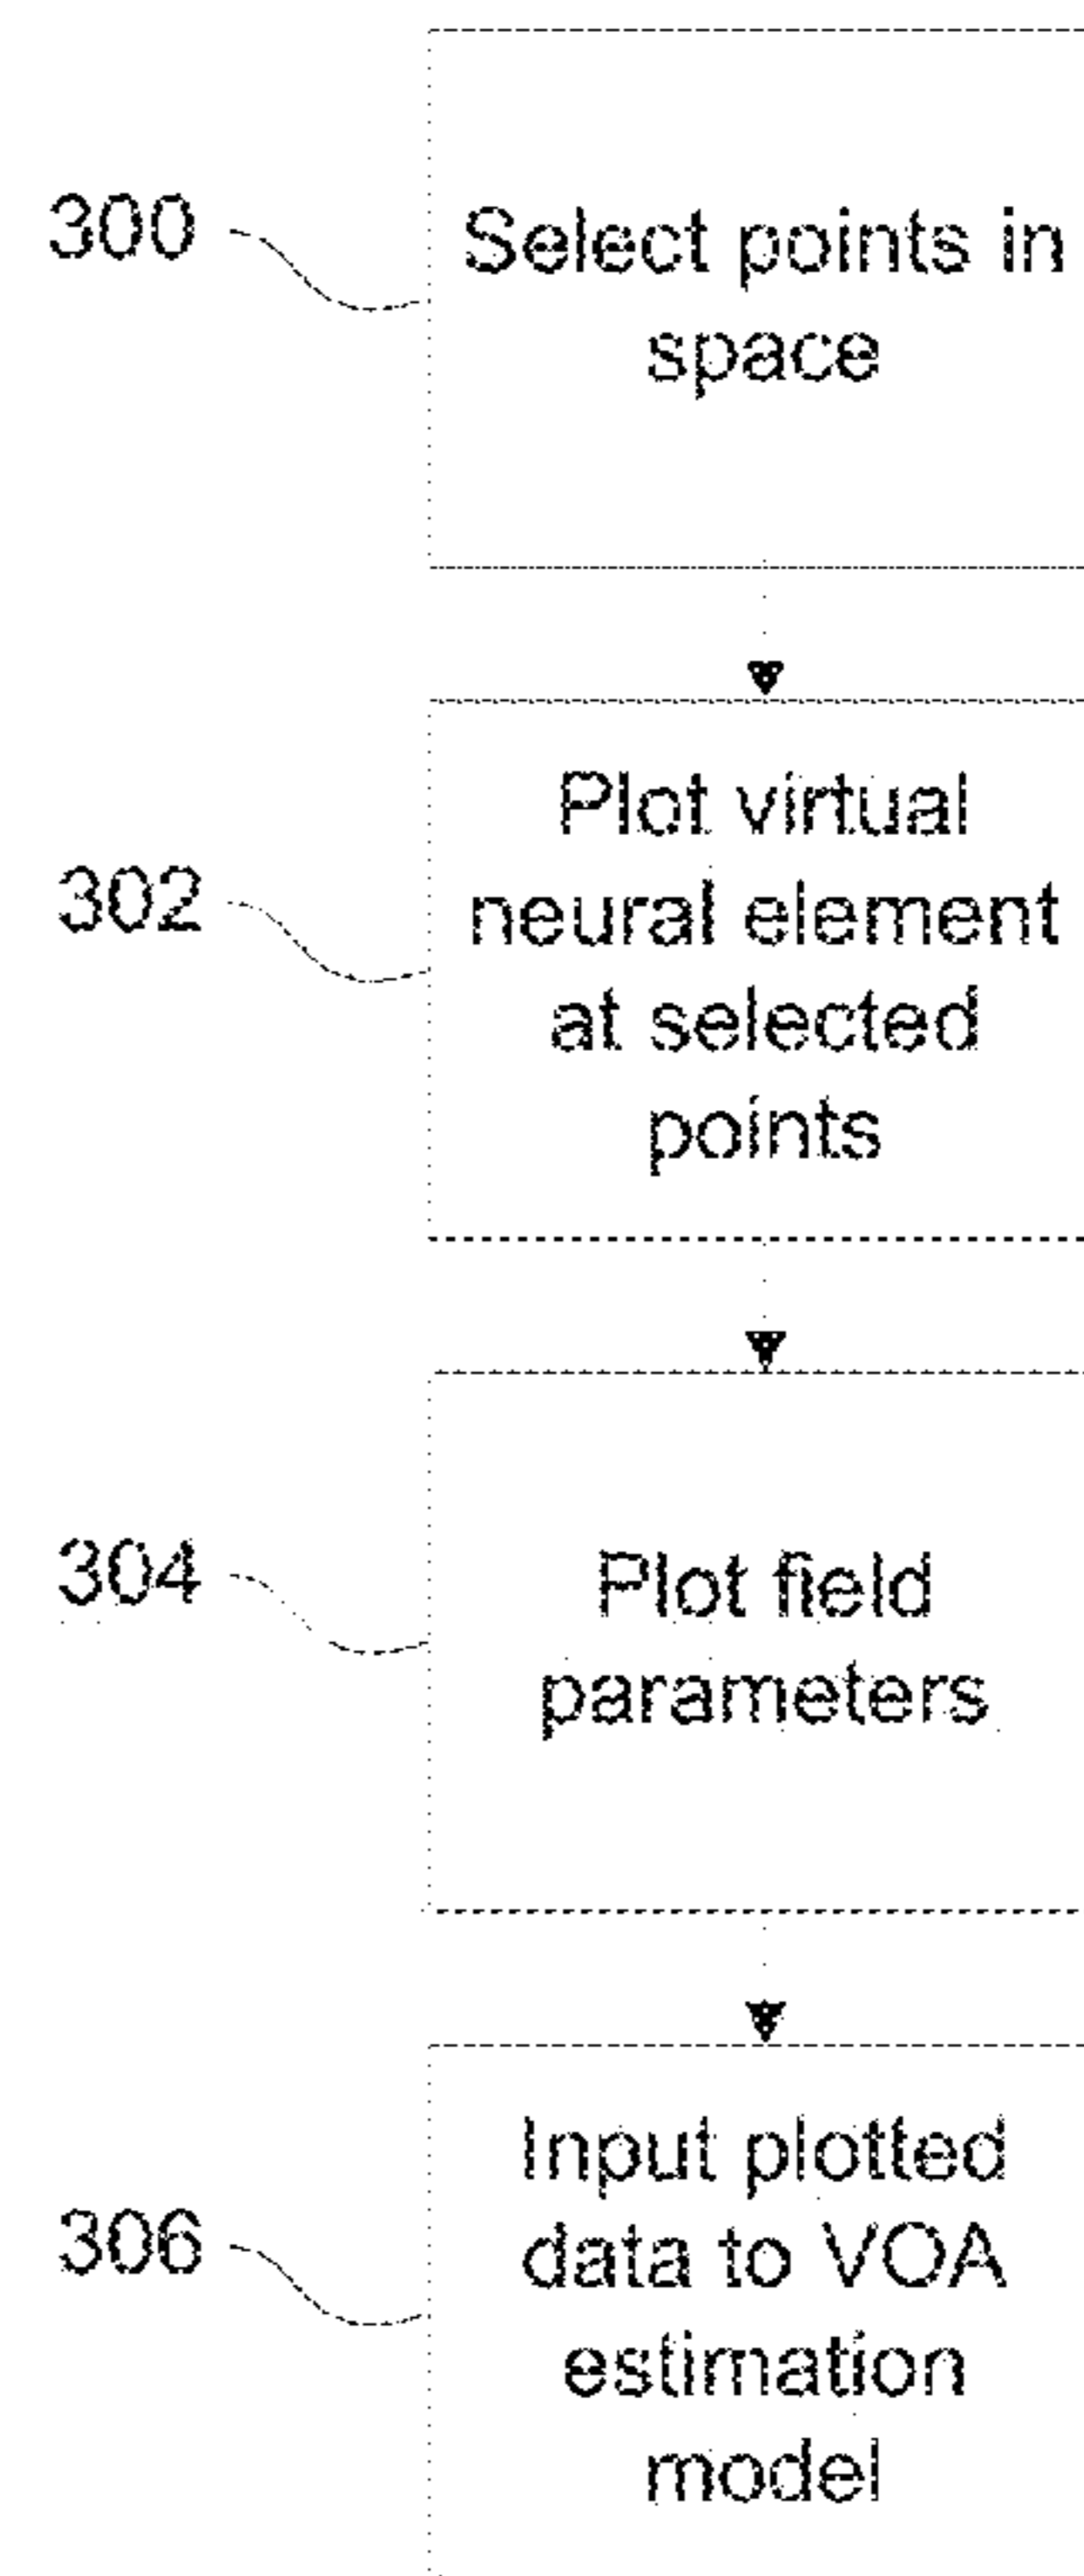 300
Select points in
space
302
Plot virtual
neural element
at selected
points
304
Plot field
parameters
306
Input plotted
data to VOA
estimation
model